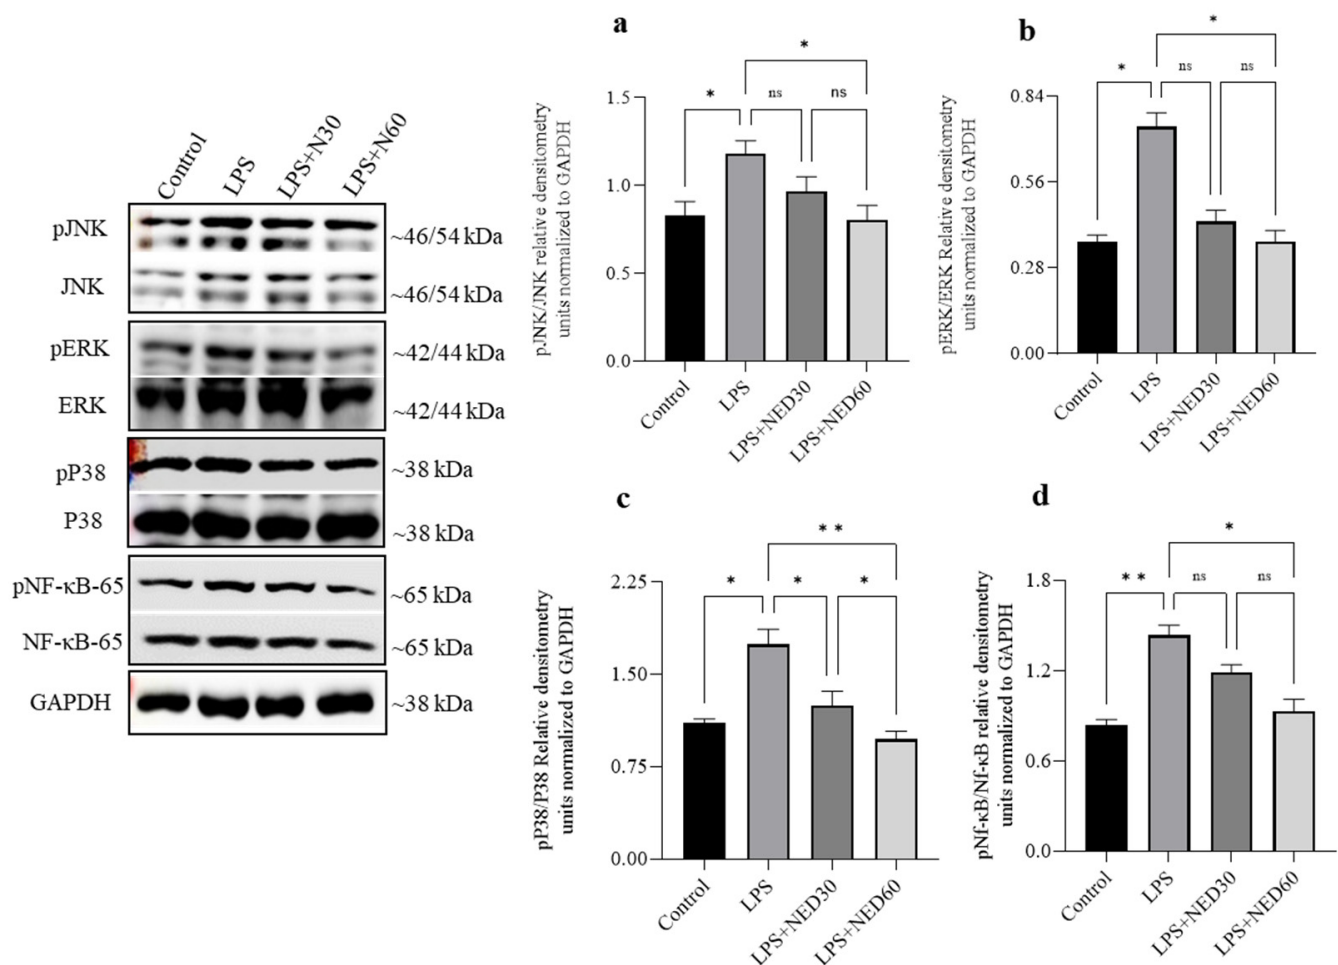 Control
LPS
LPS+N30
LPS+N60
pJNK
~46/54 kDa
JNK
~46/54 kDa
pERK
~42/44 kDa
ERK
~42/44 kDa
pP38
~38 kDa
P38
~38 kDa
pNF-κB-65
~65 kDa
NF-κB-65
~65 kDa
GAPDH
~38 kDa
a
pJNK/JNK relative densitometry
units normalized to GAPDH
1.5
1.0
0.5
0.0
*
*
ns
ns
Control
LPS
LPS+NED30
LPS+NED60
b
pERK/ERK Relative densitometry
units normalized to GAPDH
0.84
0.56
0.28
0.00
*
*
ns
ns
Control
LPS
LPS+NED30
LPS+NED60
c
pP38/P38 Relative densitometry
units normalized to GAPDH
2.25
1.50
0.75
0.00
**
*
*
*
Control
LPS
LPS+NED30
LPS+NED60
d
pNf-κB/Nf-κB relative densitometry
units normalized to GAPDH
1.8
1.2
0.6
0.0
*
**
ns
ns
Control
LPS
LPS+NED30
LPS+NED60